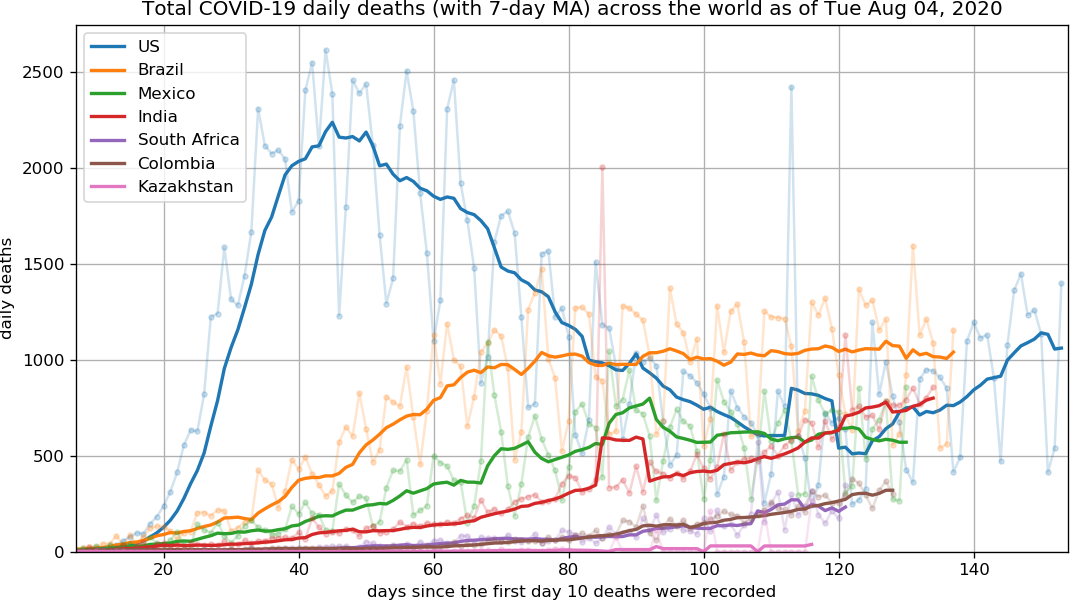 Total COVID-19 daily deaths (with 7-day MA) across the world as of Tue Aug 04, 2020
US
Brazil
Mexico
India
South Africa
Colombia
Kazakhstan
2500
2000
1500
1000
500
0
daily deaths
20 40 60 80 100 120 140
days since the first day 10 deaths were recorded